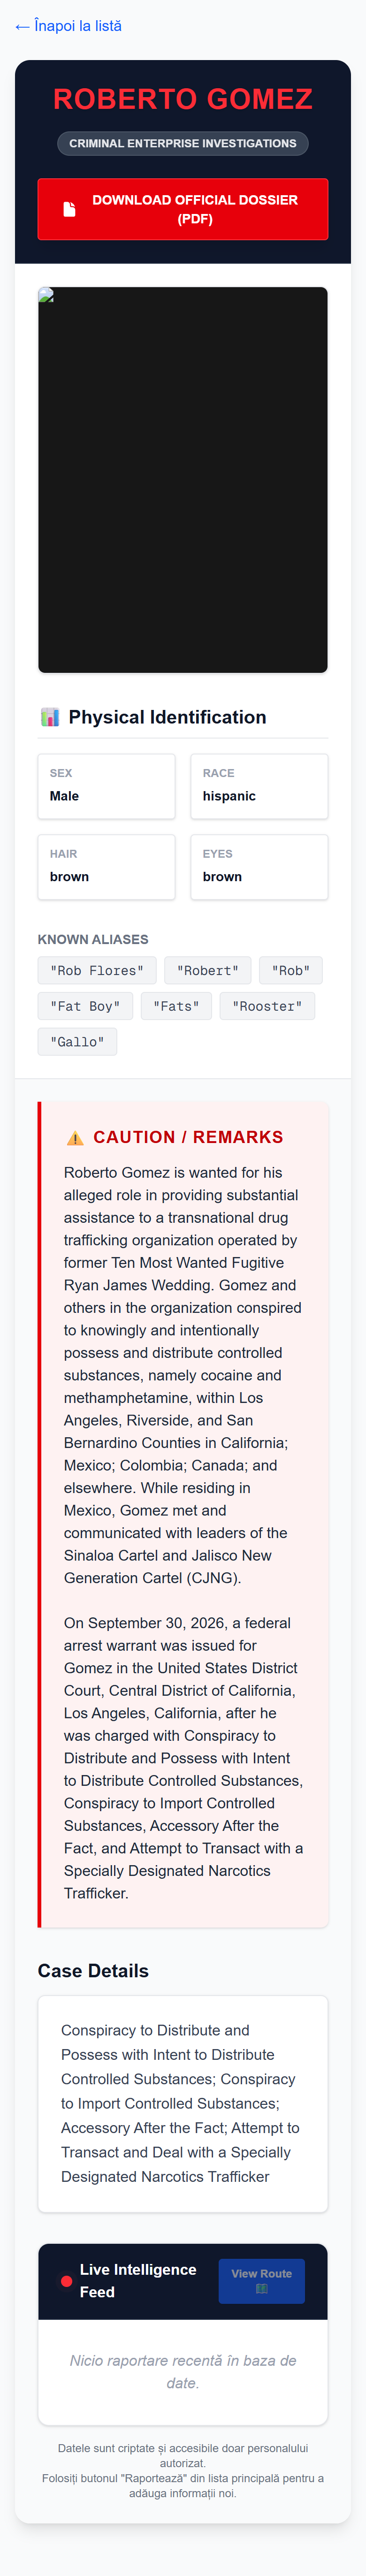 ← Înapoi la listă
ROBERTO GOMEZ
CRIMINAL ENTERPRISE INVESTIGATIONS
DOWNLOAD OFFICIAL DOSSIER
(PDF)
Physical Identification
SEX
Male
RACE
hispanic
HAIR
brown
EYES
brown
KNOWN ALIASES
"Rob Flores" "Robert" "Rob"
"Fat Boy" "Fats" "Rooster"
"Gallo"
CAUTION / REMARKS
Roberto Gomez is wanted for his
alleged role in providing substantial
assistance to a transnational drug
trafficking organization operated by
former Ten Most Wanted Fugitive
Ryan James Wedding. Gomez and
others in the organization conspired
to knowingly and intentionally
possess and distribute controlled
substances, namely cocaine and
methamphetamine, within Los
Angeles, Riverside, and San
Bernardino Counties in California;
Mexico; Colombia; Canada; and
elsewhere. While residing in
Mexico, Gomez met and
communicated with leaders of the
Sinaloa Cartel and Jalisco New
Generation Cartel (CJNG).
On September 30, 2026, a federal
arrest warrant was issued for
Gomez in the United States District
Court, Central District of California,
Los Angeles, California, after he
was charged with Conspiracy to
Distribute and Possess with Intent
to Distribute Controlled Substances,
Conspiracy to Import Controlled
Substances, Accessory After the
Fact, and Attempt to Transact with a
Specially Designated Narcotics
Trafficker.
Case Details
Conspiracy to Distribute and
Possess with Intent to Distribute
Controlled Substances; Conspiracy
to Import Controlled Substances;
Accessory After the Fact; Attempt to
Transact and Deal with a Specially
Designated Narcotics Trafficker
Live Intelligence
Feed
View Route
Nicio raportare recentă în baza de
date.
Datele sunt criptate și accesibile doar personalului
autorizat.
Folosiți butonul "Raportează" din lista principală pentru a
adăuga informații noi.